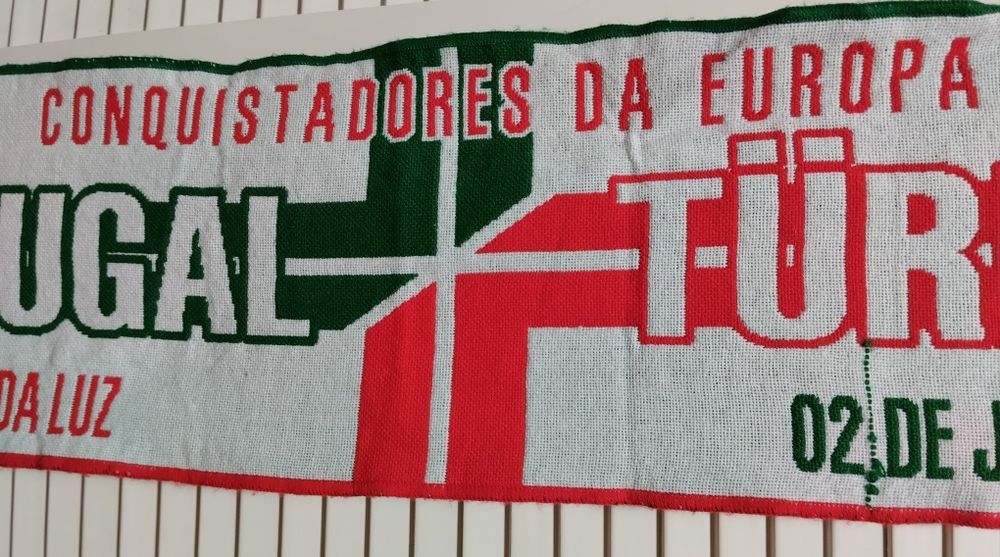 CONQUISTADORES DA EUROPA
UGAL TÜR
DA LUZ
02 DE J